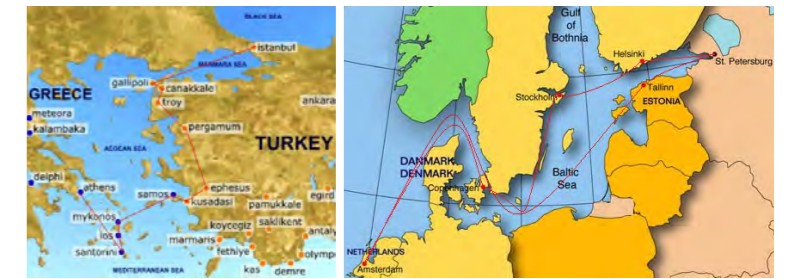 BLACK SEA
istanbul
MARMARA SEA
gallipoli
canakkale
troy
GREECE
ankara
meteora
kalambaka
pergamum
TURKEY
AEGEAN SEA
delphi
athens
samos
ephesus
kusadasi
pamukkale
egird
mykonos
ios
santorini
koycegiz
saklikent
marmaris
fethiye
antaly
olympo
kas
demre
MEDITERRANEAN SEA
Gulf
of
Bothnia
Helsinki
St. Petersburg
Stockholm
Tallinn
ESTONIA
DANMARK
DENMARK
Copenhagen
Baltic
Sea
NETHERLANDS
Amsterdam